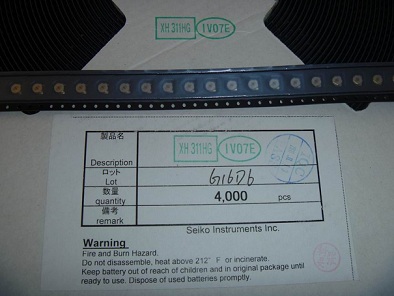 XH 311HG IV07E
製品名
Description XH 311HG IV07E
ロット
Lot G16D6
数量
quantity 4,000 pcs
備考
remark
Seiko Instruments Inc.
Warning
Fire and Burn Hazard.
Do not disassemble, heat above 212° F or incinerate.
Keep battery out of reach of children and in original package until
ready to use. Dispose of used batteries promptly.